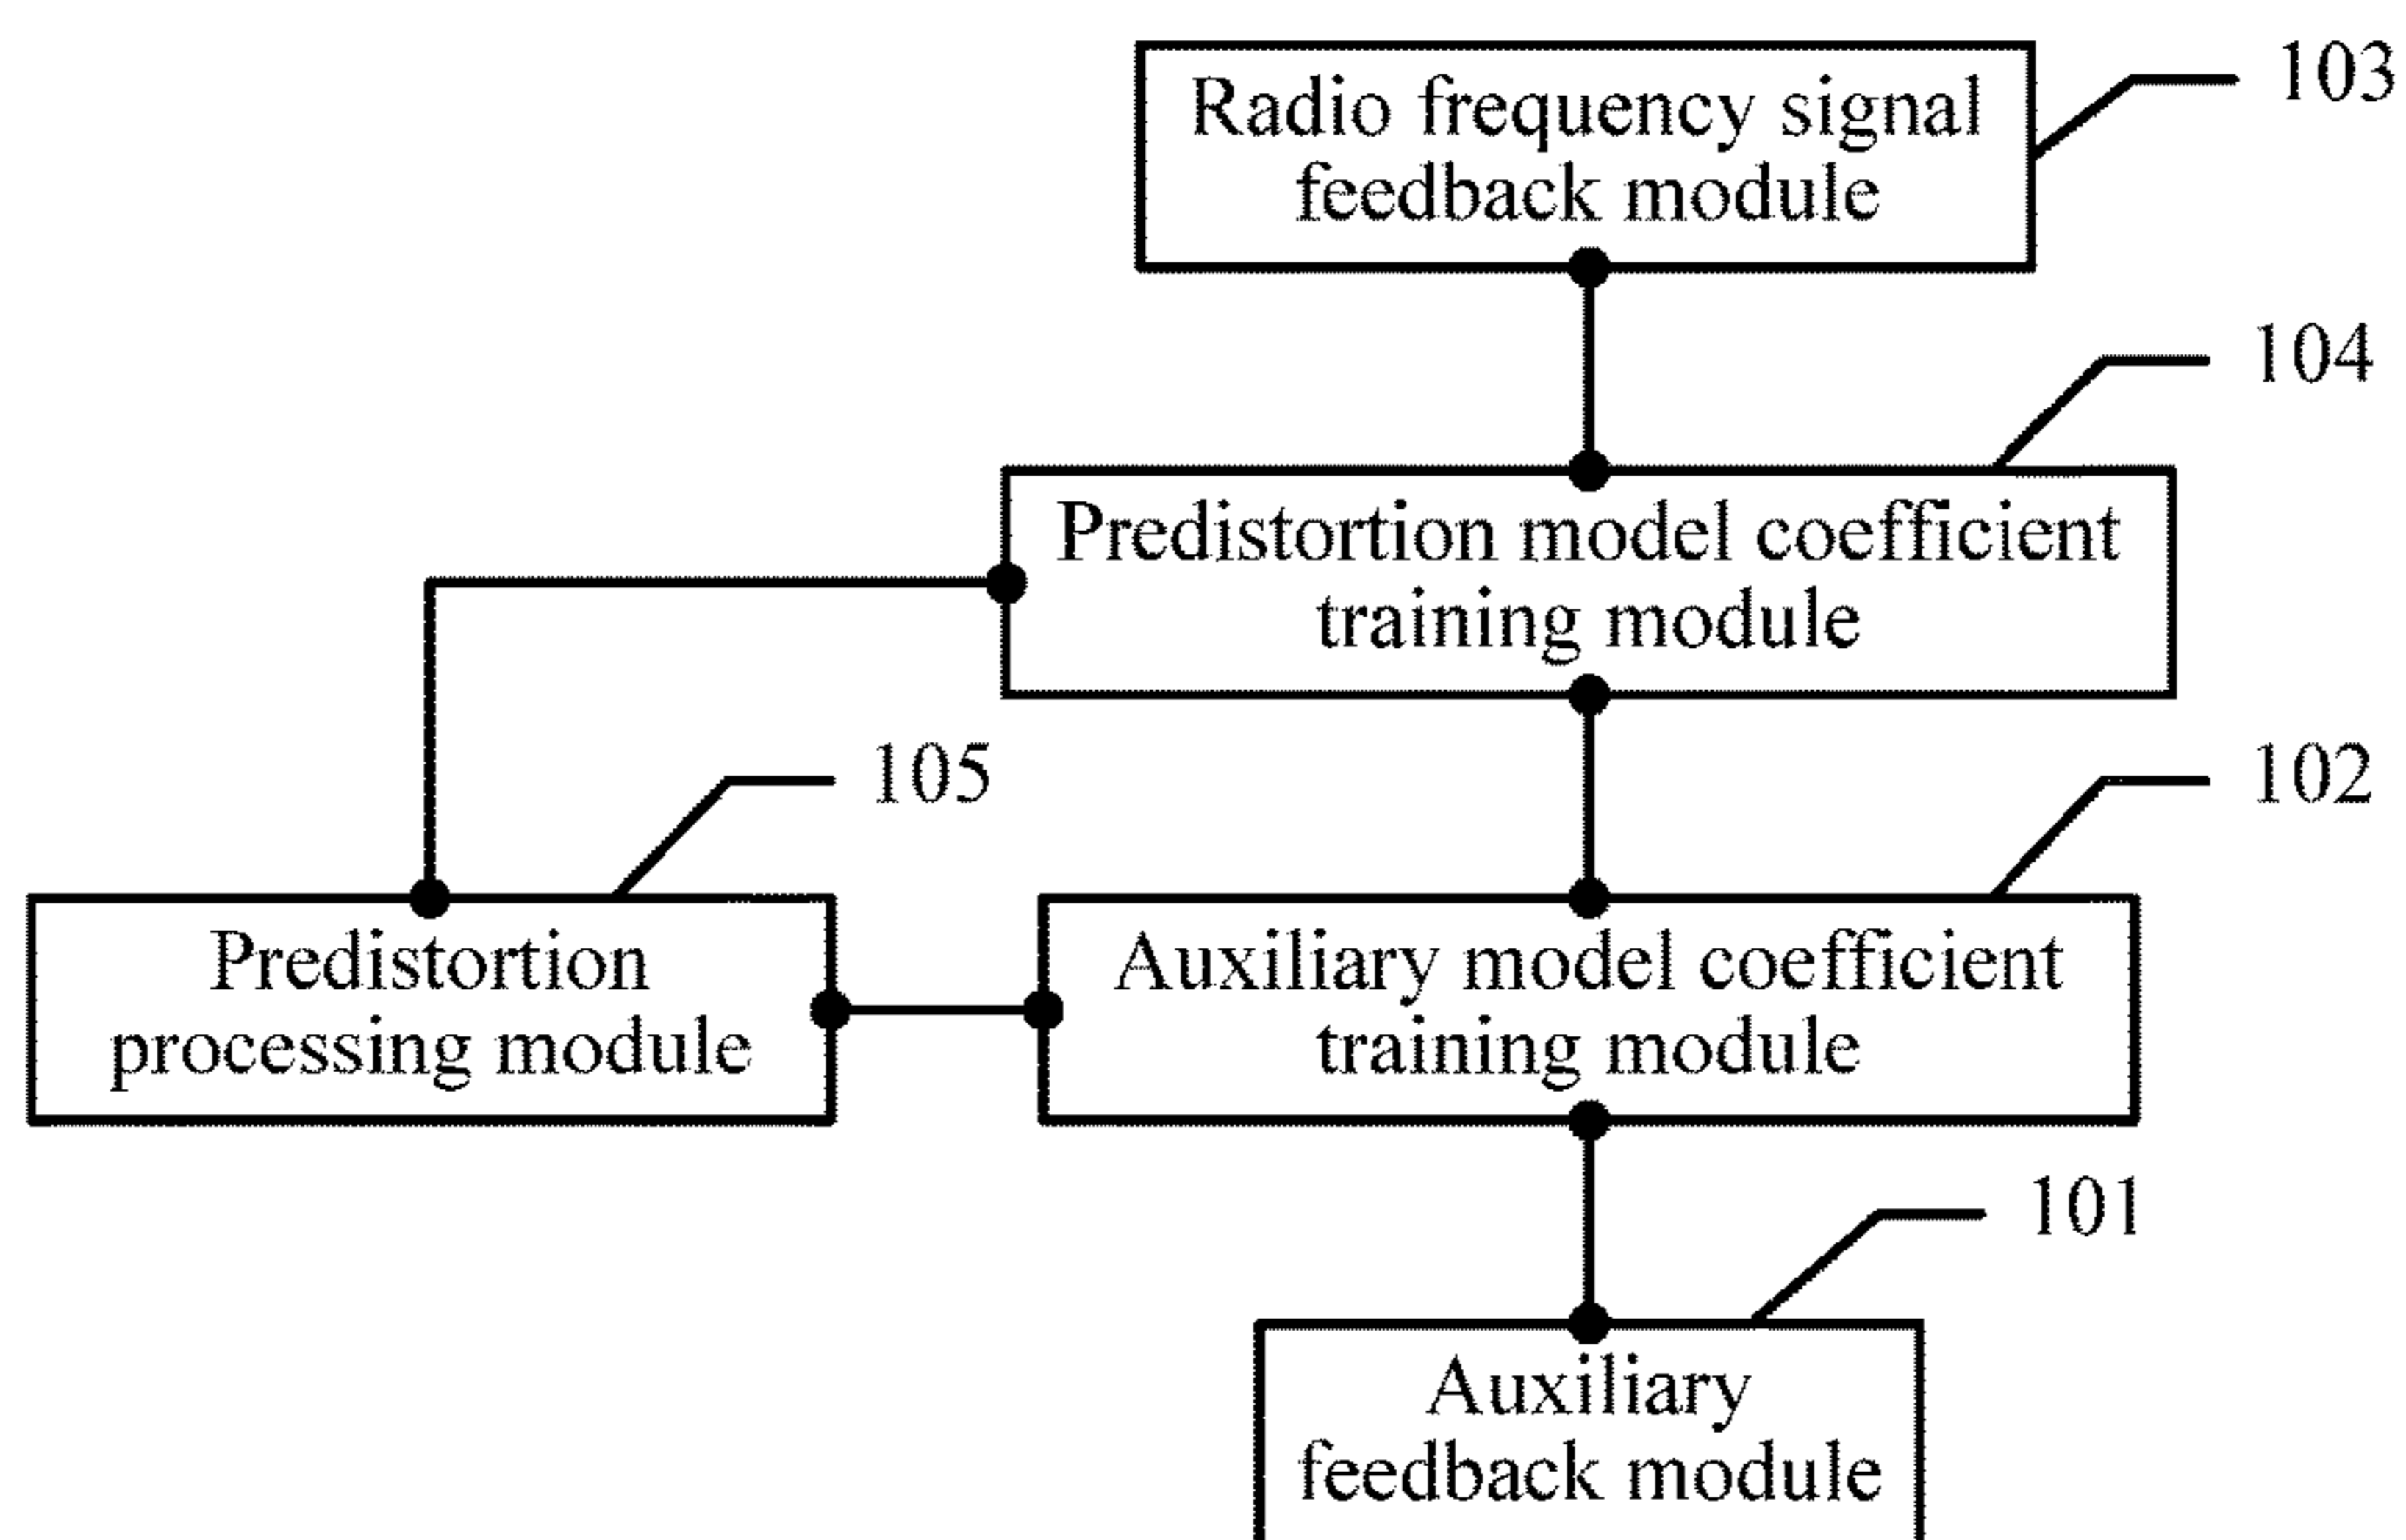 Radio frequency signal
feedback module
103
Predistortion model coefficient
training module
104
Predistortion
processing module
105
Auxiliary model coefficient
training module
102
Auxiliary
feedback module
101